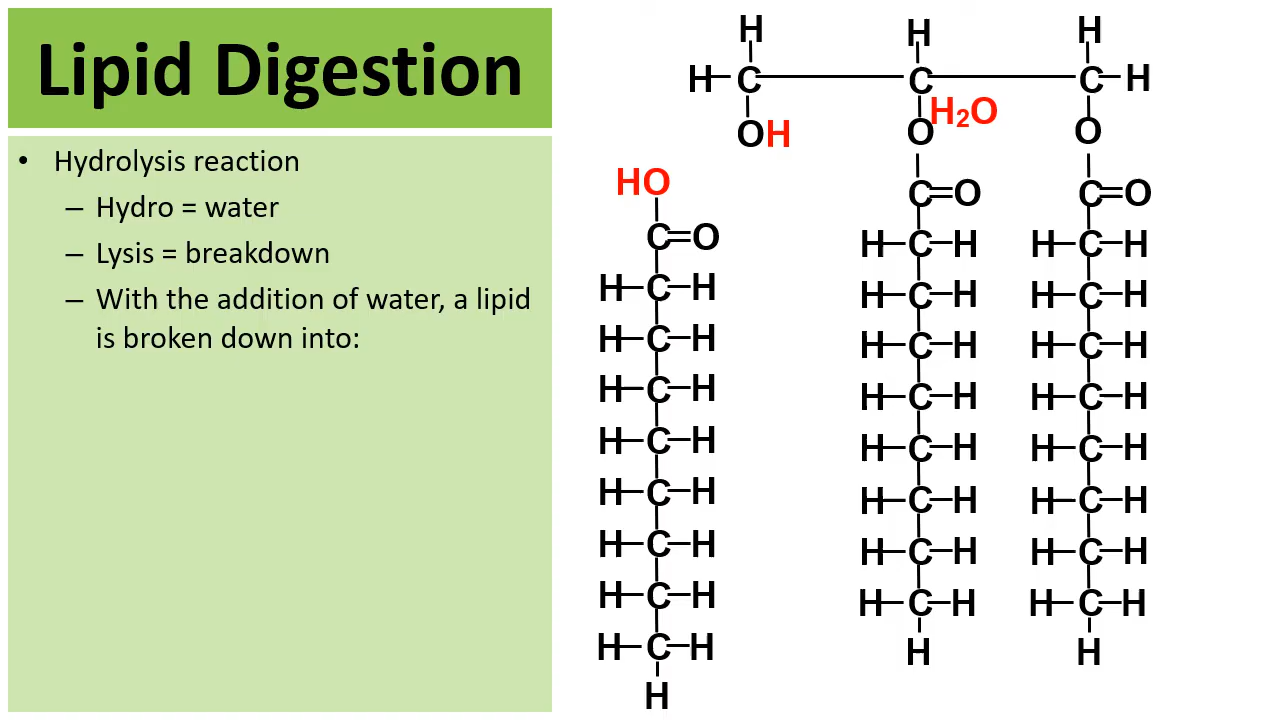 Lipid Digestion
• Hydrolysis reaction
– Hydro = water
– Lysis = breakdown
– With the addition of water, a lipid
is broken down into:
H H H
H C C C H
OH O H₂O O
HO C=O C=O
C=O H C H H C H
H C H H C H H C H
H C H H C H H C H
H C H H C H H C H
H C H H C H H C H
H C H H C H H C H
H C H H C H H C H
H C H H C H H C H
H C H H H
H